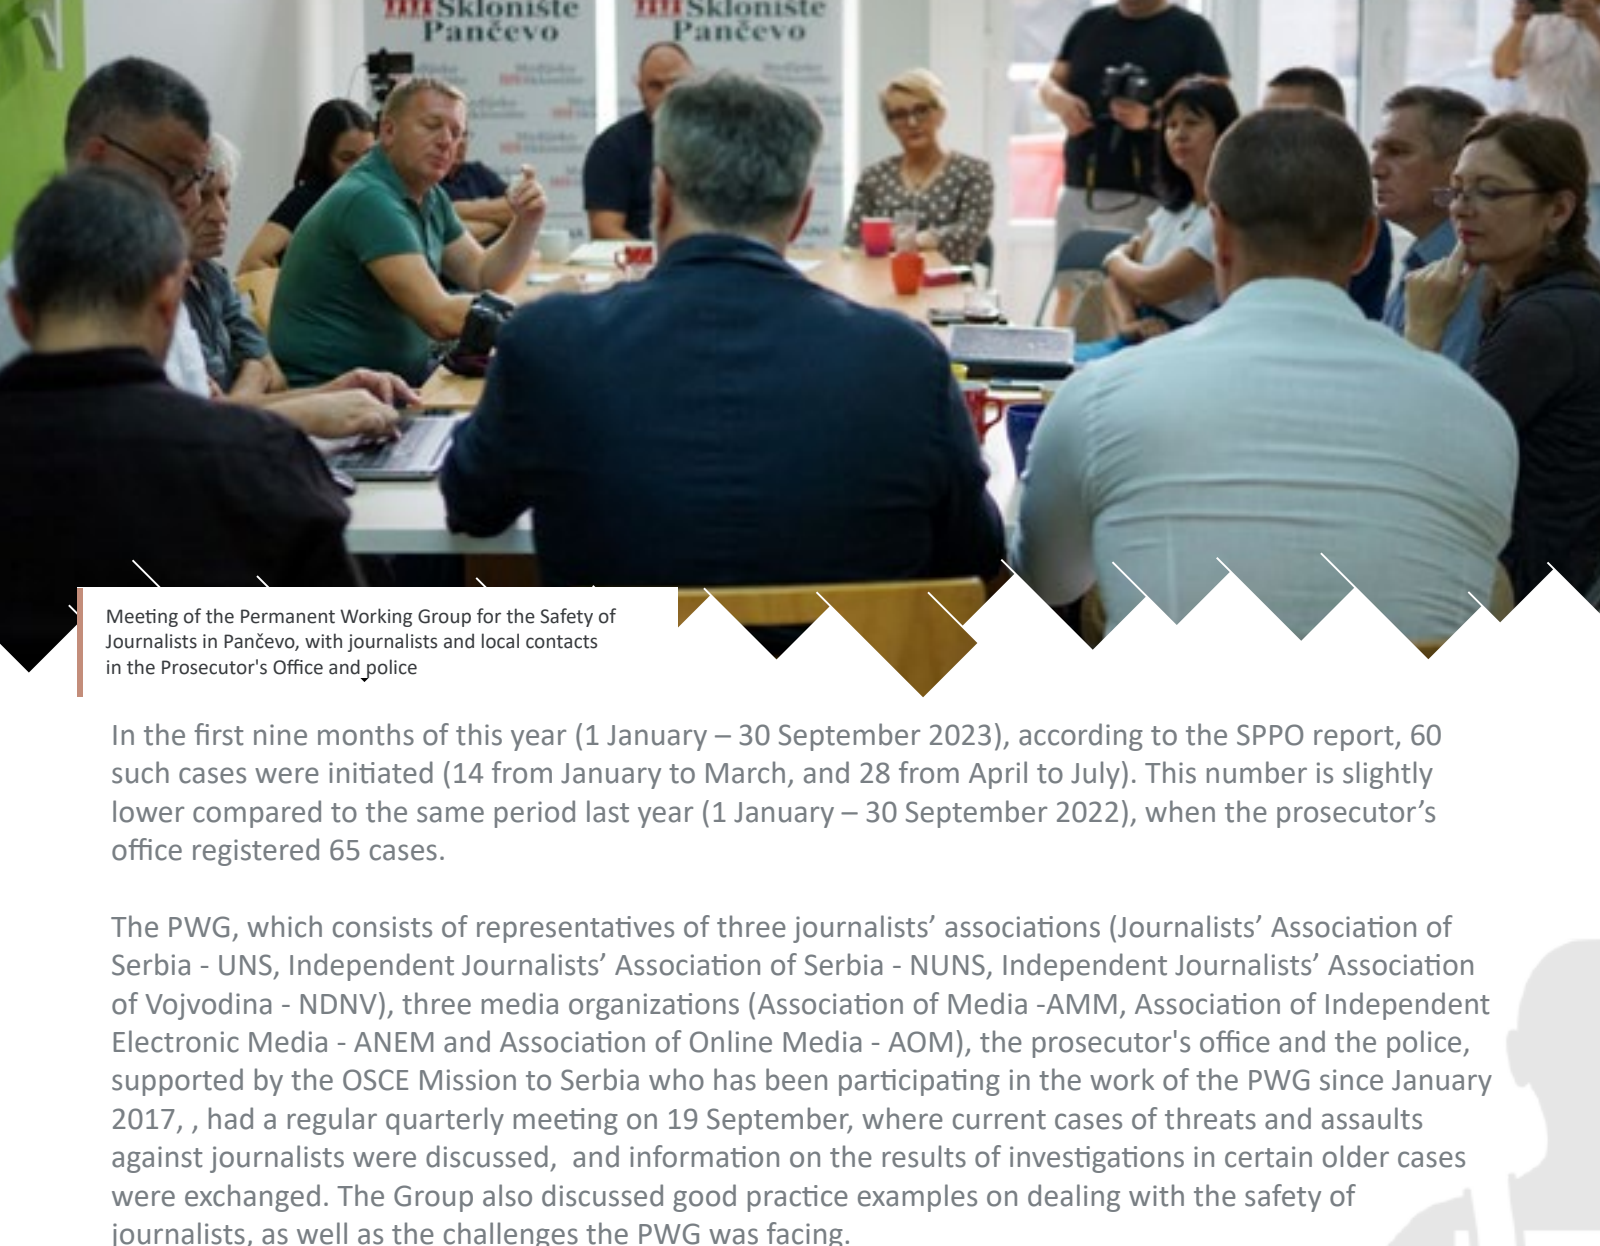 Sklonište
Sklonište
Pančevo
Pančevo
Meeting of the Permanent Working Group for the Safety of
Journalists in Pančevo, with journalists and local contacts
in the Prosecutor's Office and police
In the first nine months of this year (1 January – 30 September 2023), according to the SPPO report, 60
such cases were initiated (14 from January to March, and 28 from April to July). This number is slightly
lower compared to the same period last year (1 January – 30 September 2022), when the prosecutor’s
office registered 65 cases.
The PWG, which consists of representatives of three journalists’ associations (Journalists’ Association of
Serbia - UNS, Independent Journalists’ Association of Serbia - NUNS, Independent Journalists’ Association
of Vojvodina - NDNV), three media organizations (Association of Media -AMM, Association of Independent
Electronic Media - ANEM and Association of Online Media - AOM), the prosecutor's office and the police,
supported by the OSCE Mission to Serbia who has been participating in the work of the PWG since January
2017, , had a regular quarterly meeting on 19 September, where current cases of threats and assaults
against journalists were discussed,  and information on the results of investigations in certain older cases
were exchanged. The Group also discussed good practice examples on dealing with the safety of
journalists, as well as the challenges the PWG was facing.